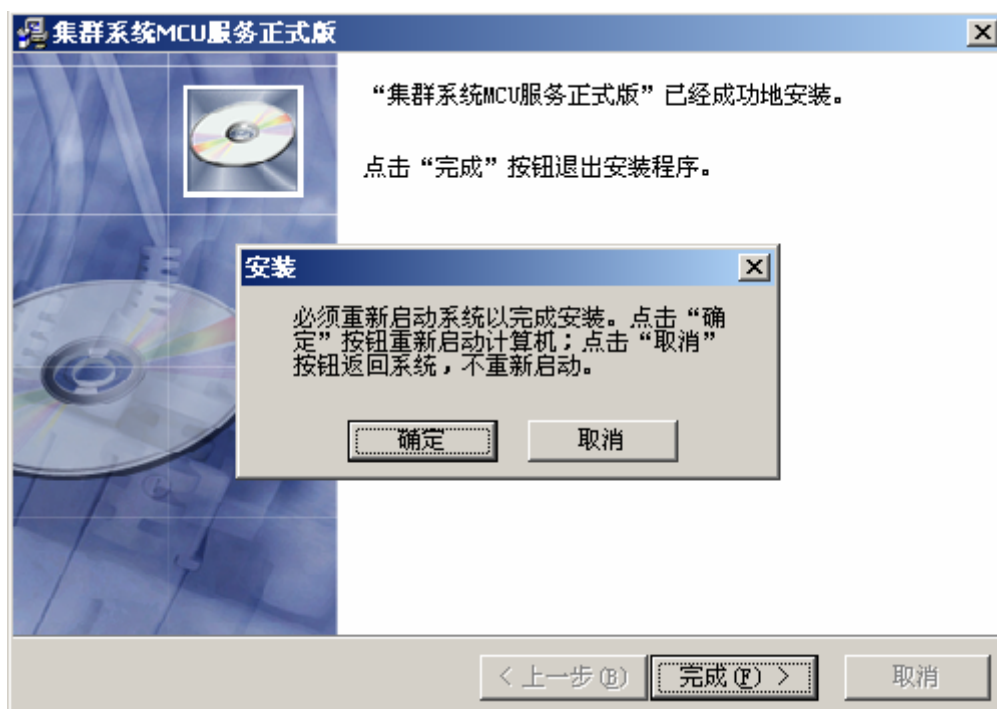 集群系统MCU服务正式版
“集群系统MCU服务正式版”已经成功地安装。
点击“完成”按钮退出安装程序。
安装
必须重新启动系统以完成安装。点击“确
定”按钮重新启动计算机；点击“取消”
按钮返回系统，不重新启动。
确定
取消
< 上一步(B)
完成(F) >
取消